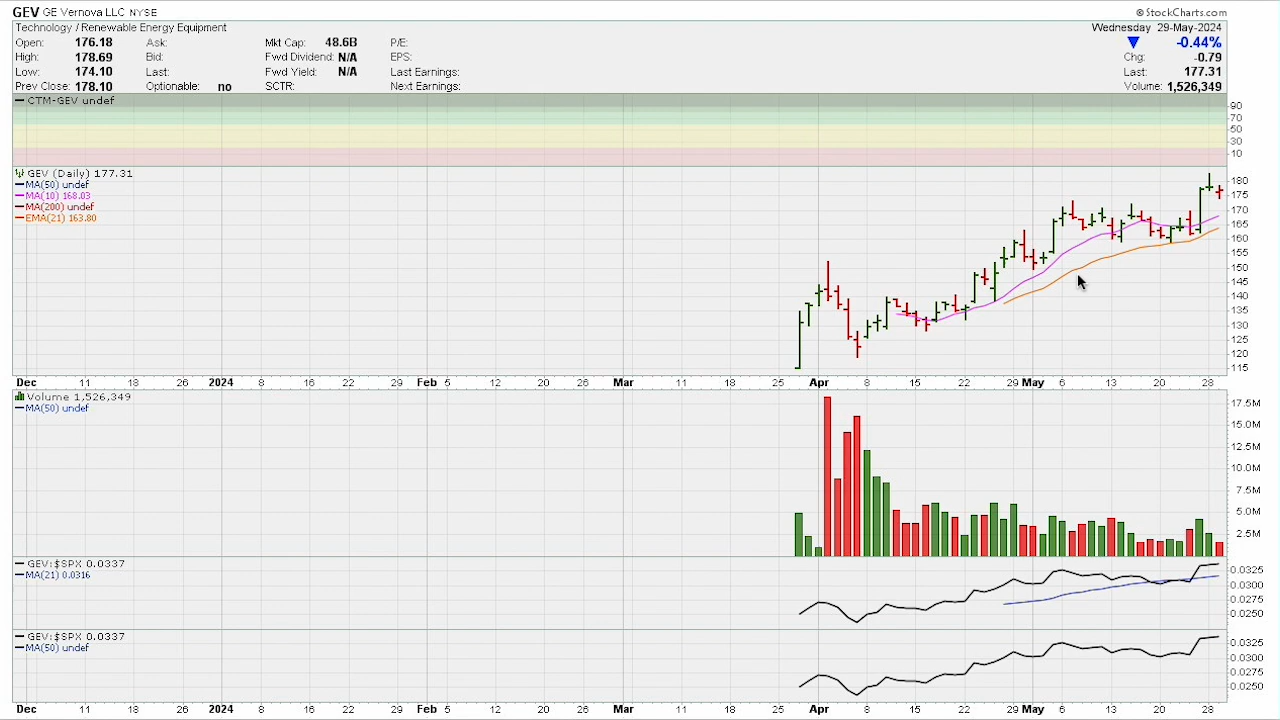 GEV GE Vernova LLC NYSE © StockCharts.com
Technology / Renewable Energy Equipment Wednesday 29-May-2024
Open: 176.18 Ask: Mkt Cap: 48.6B P/E: ▼ -0.44%
High: 178.69 Bid: Fwd Dividend: N/A EPS: Chg: -0.79
Low: 174.10 Last: Fwd Yield: N/A Last Earnings: Last: 177.31
Prev Close: 178.10 Optionable: no SCTR: Next Earnings: Volume: 1,526,349
CTM-GEV undef
90
70
50
30
10
GEV (Daily) 177.31
MA(50) undef
MA(10) 168.03
MA(200) undef
EMA(21) 163.80
180
175
170
165
160
155
150
145
140
135
130
125
120
115
Dec 11 18 26 2024 8 16 22 29 Feb 5 12 20 26 Mar 11 18 25 Apr 8 15 22 29 May 6 13 20 28
Volume 1,526,349
MA(50) undef
17.5M
15.0M
12.5M
10.0M
7.5M
5.0M
2.5M
GEV:$SPX 0.0337
MA(21) 0.0316
0.0325
0.0300
0.0275
0.0250
GEV:$SPX 0.0337
MA(50) undef
0.0325
0.0300
0.0275
0.0250
Dec 11 18 26 2024 8 16 22 29 Feb 5 12 20 26 Mar 11 18 25 Apr 8 15 22 29 May 6 13 20 28